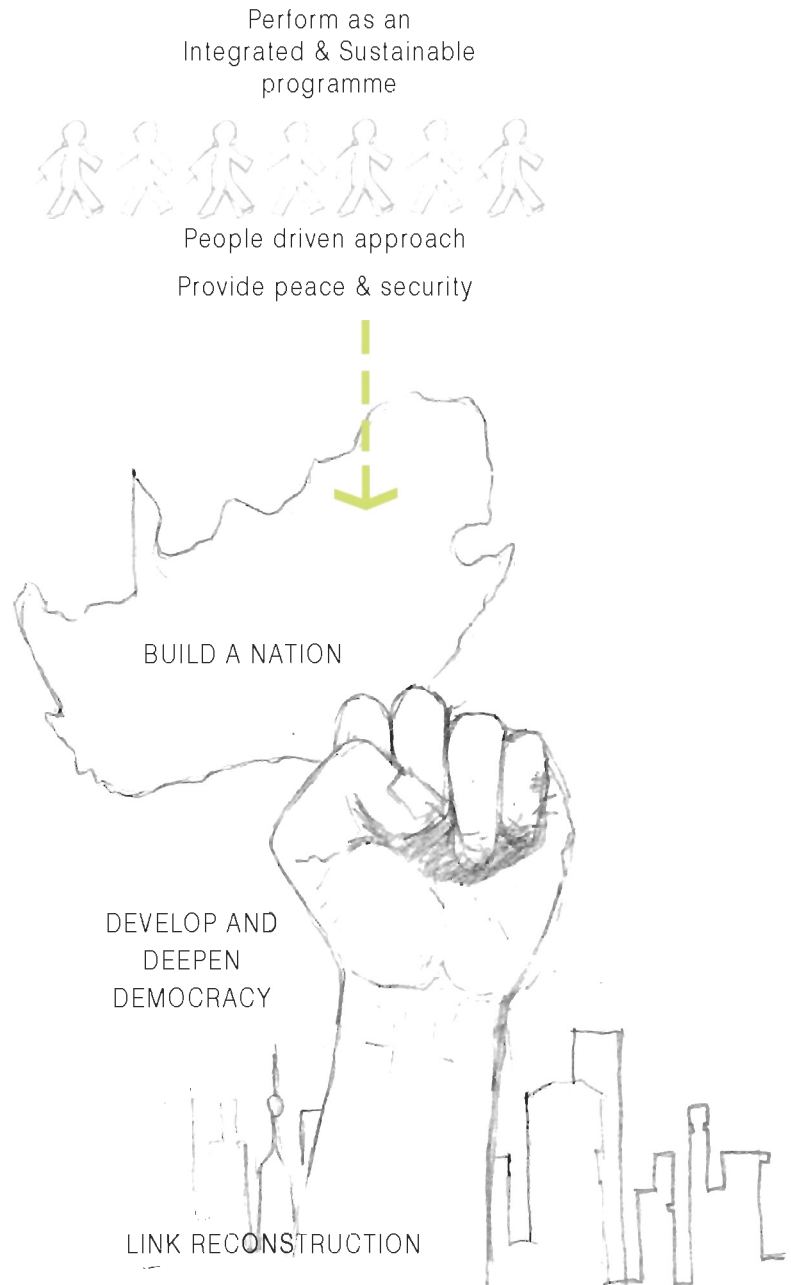 Perform as an
Integrated & Sustainable
programme
People driven approach
Provide peace & security
BUILD A NATION
DEVELOP AND
DEEPEN
DEMOCRACY
LINK RECONSTRUCTION